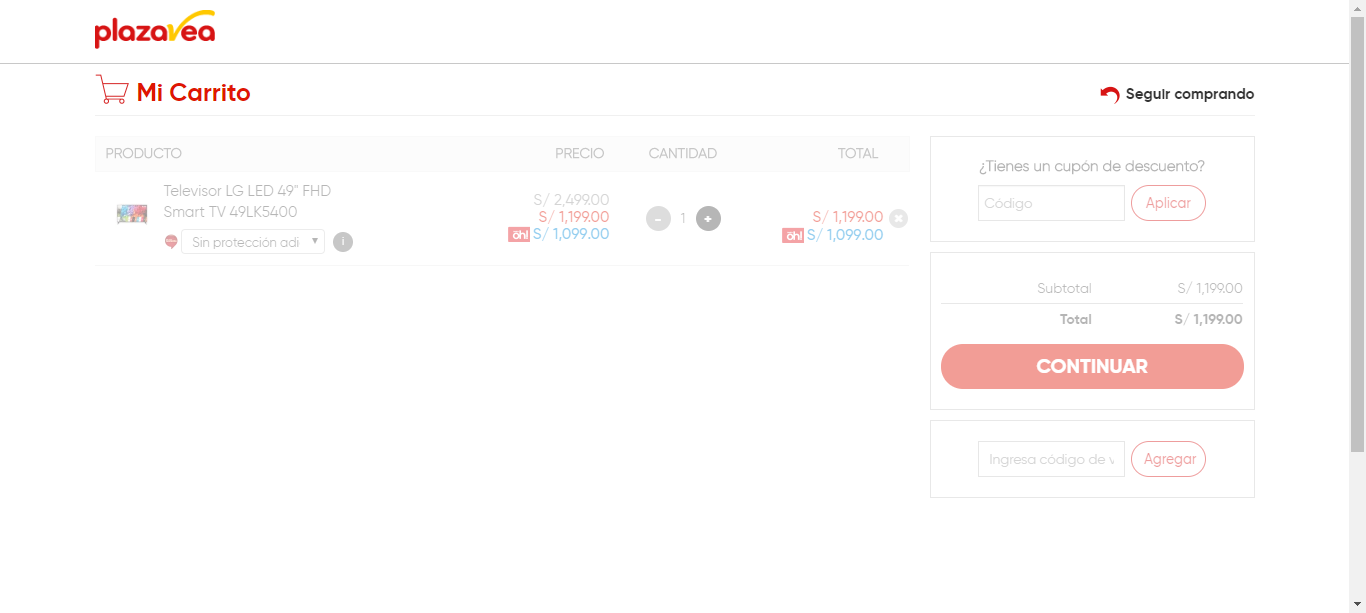 plazavea
Mi Carrito
Seguir comprando
PRODUCTO PRECIO CANTIDAD TOTAL
Televisor LG LED 49" FHD
Smart TV 49LK5400
Sin protección adi
i
S/ 2,499.00
S/ 1,199.00
oh! S/ 1,099.00
- 1 +
S/ 1,199.00
oh! S/ 1,099.00
¿Tienes un cupón de descuento?
Código Aplicar
Subtotal S/ 1,199.00
Total S/ 1,199.00
CONTINUAR
Ingresa código de v Agregar